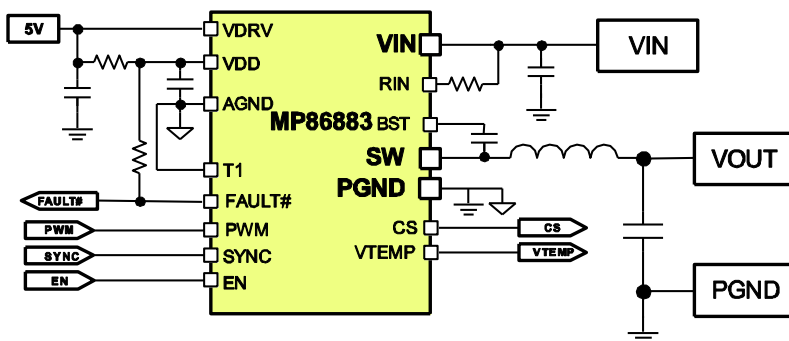 5V
VDRV
VDD
AGND
T1
FAULT#
PWM
SYNC
EN
FAULT#
PWM
SYNC
EN
MP86883
VIN
RIN
BST
SW
PGND
CS
VTEMP
CS
VTEMP
VIN
VOUT
PGND